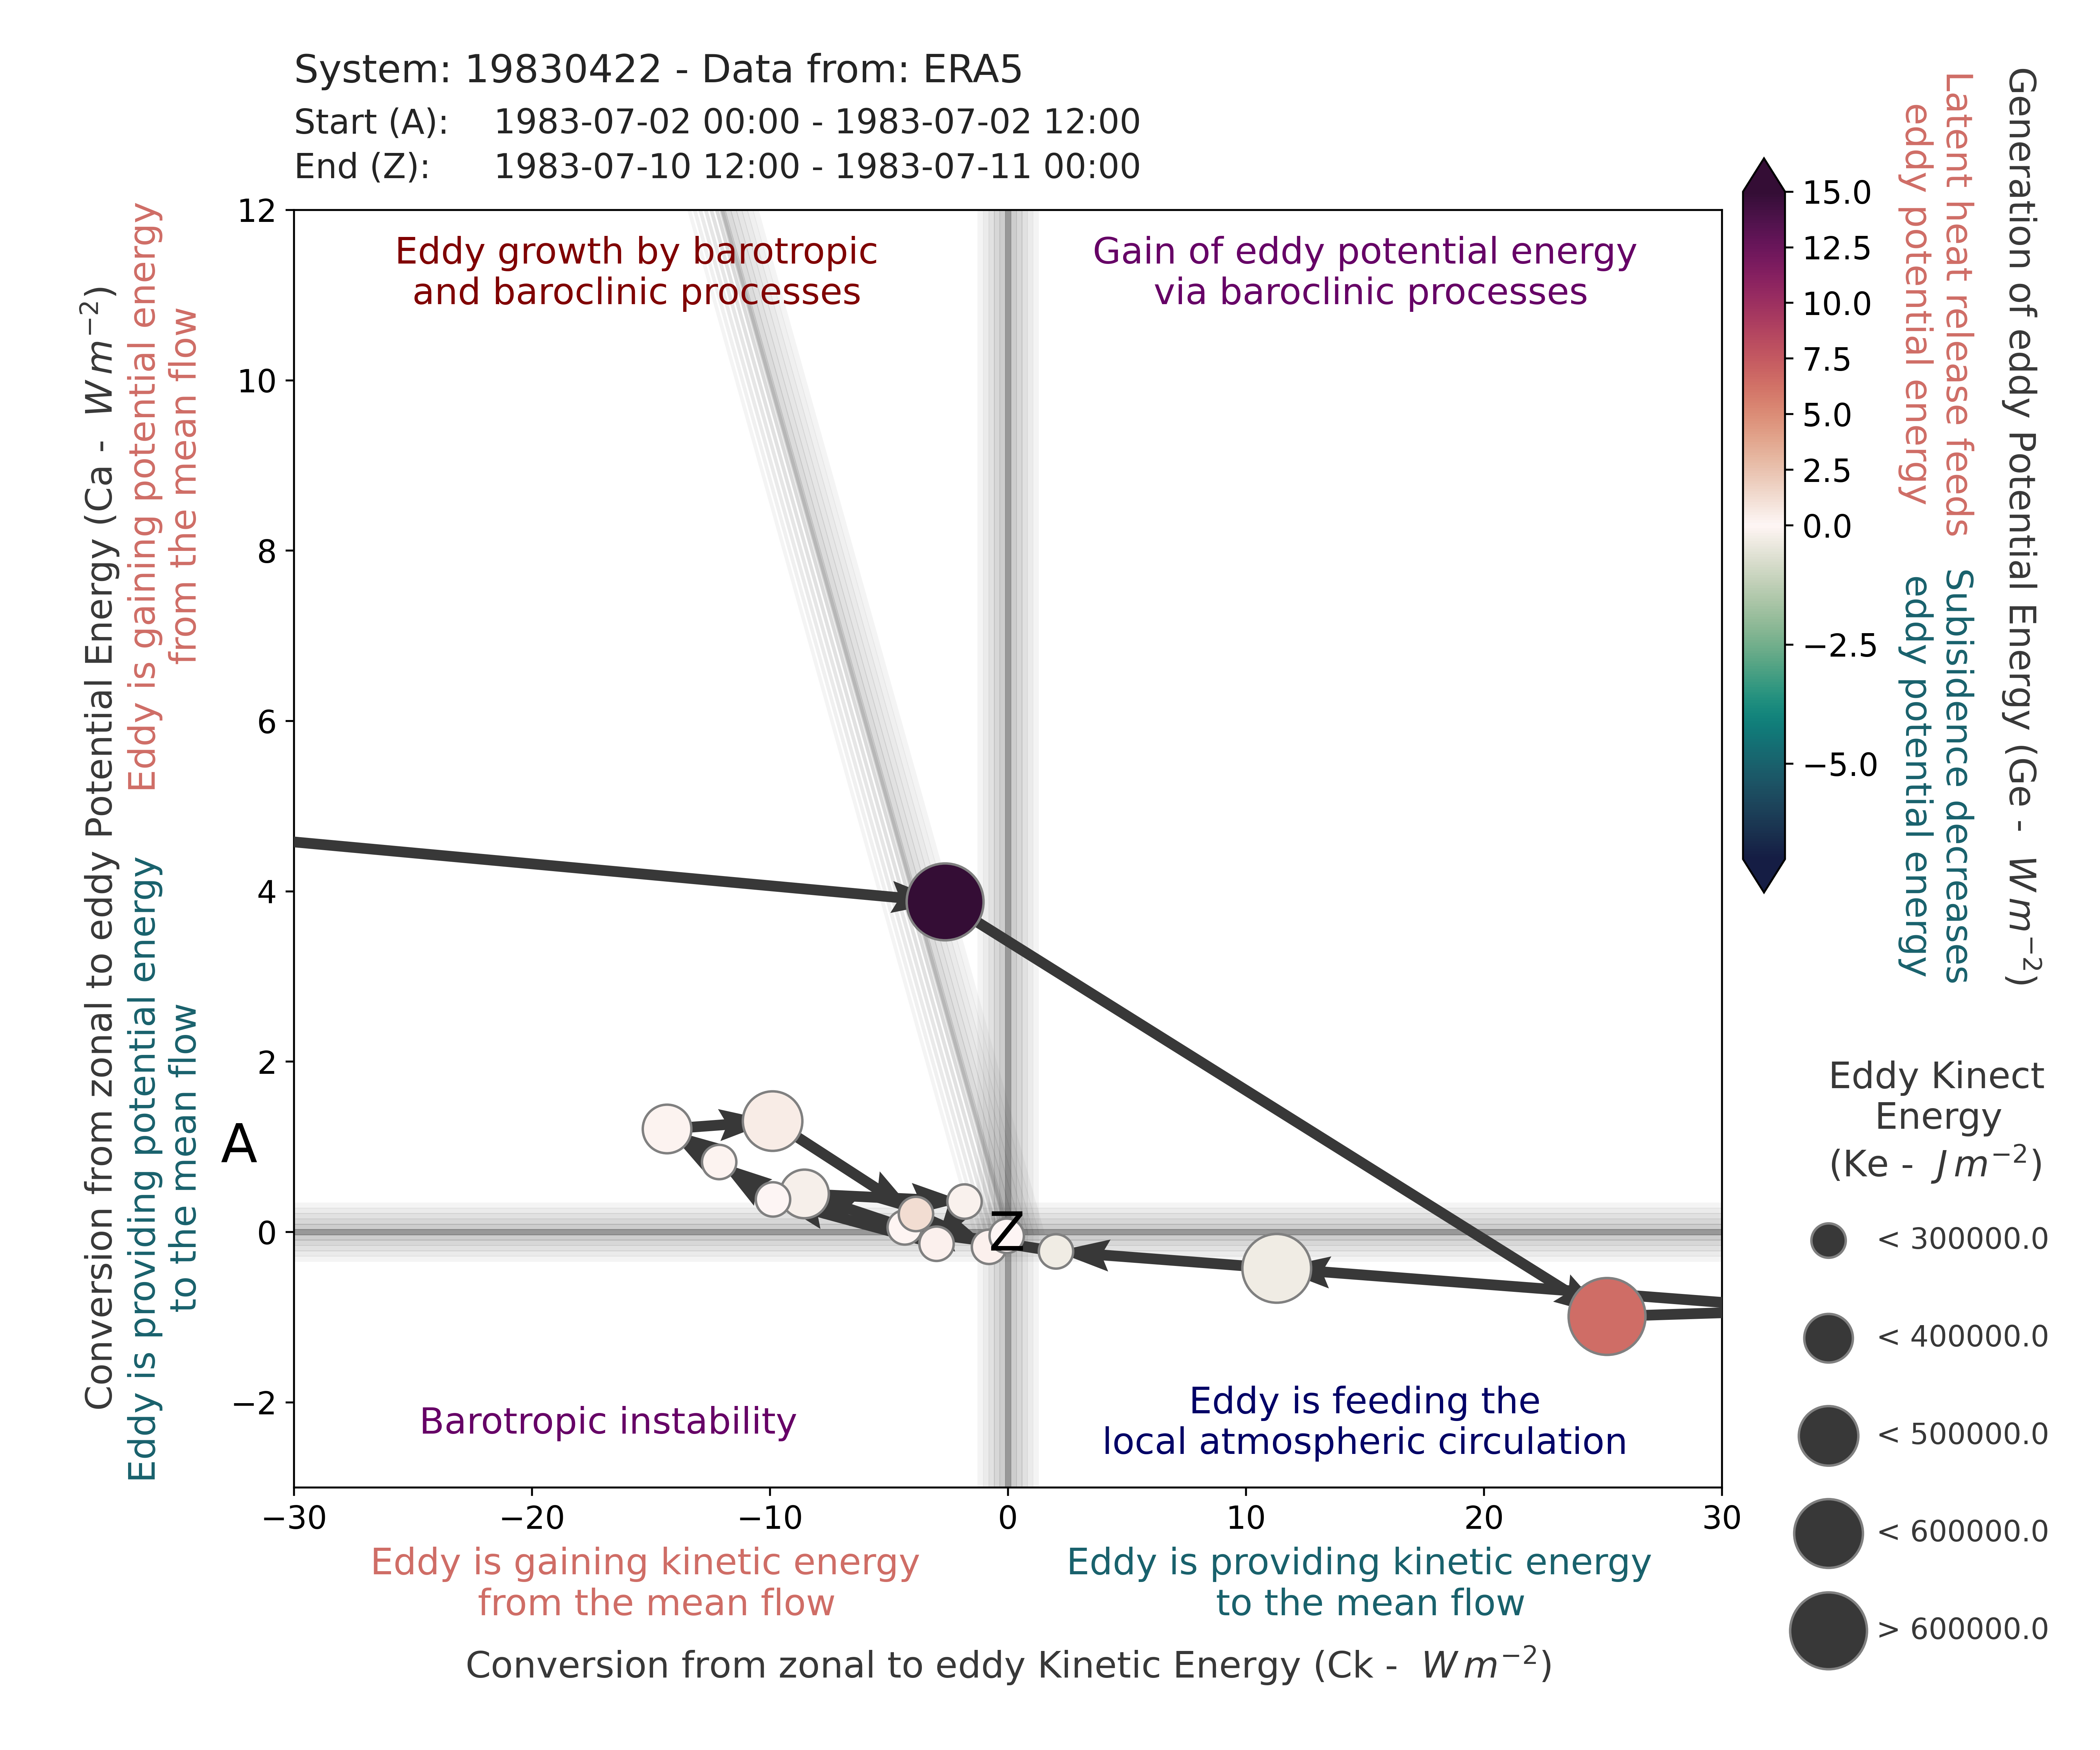 System: 19830422 - Data from: ERA5
Start (A): 1983-07-02 00:00 - 1983-07-02 12:00
End (Z): 1983-07-10 12:00 - 1983-07-11 00:00
Conversion from zonal to eddy Potential Energy (Ca - W m⁻²)
Eddy is gaining potential energy
from the mean flow
Eddy is providing potential energy
to the mean flow
12
10
8
6
4
2
0
−2
Eddy growth by barotropic
and baroclinic processes
Gain of eddy potential energy
via baroclinic processes
A
Z
Barotropic instability
Eddy is feeding the
local atmospheric circulation
−30
−20
−10
0
10
20
30
Eddy is gaining kinetic energy
from the mean flow
Eddy is providing kinetic energy
to the mean flow
Conversion from zonal to eddy Kinetic Energy (Ck - W m⁻²)
15.0
12.5
10.0
7.5
5.0
2.5
0.0
−2.5
−5.0
Latent heat release feeds
eddy potential energy
Subisidence decreases
eddy potential energy
Generation of eddy Potential Energy (Ge - W m⁻²)
Eddy Kinect
Energy
(Ke - J m⁻²)
< 300000.0
< 400000.0
< 500000.0
< 600000.0
> 600000.0